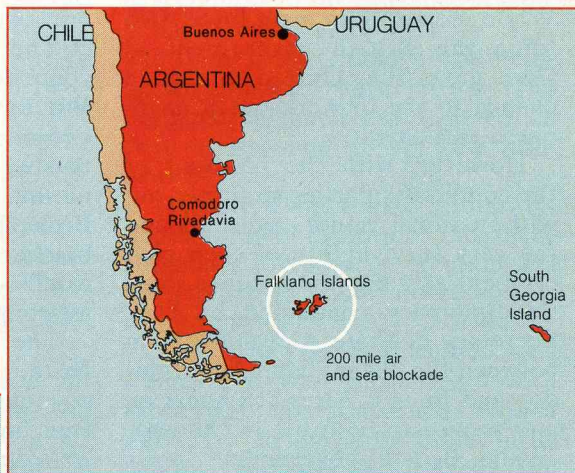 CHILE
Buenos Aires
URUGUAY
ARGENTINA
Comodoro
Rivadavia
Falkland Islands
South
Georgia
Island
200 mile air
and sea blockade